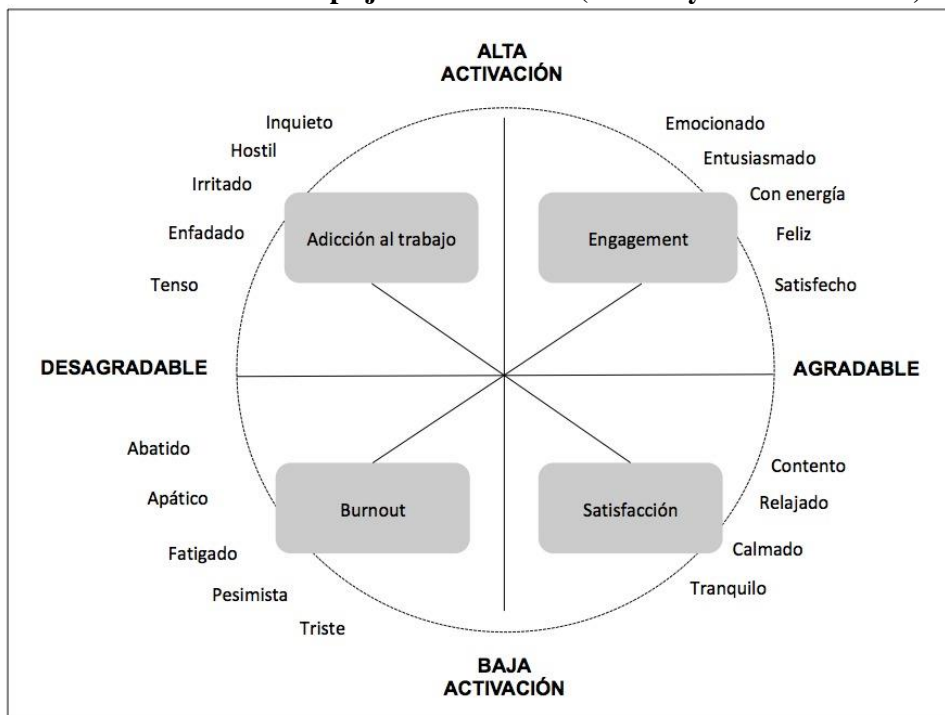 ALTA
ACTIVACIÓN
Inquieto
Hostil
Irritado
Enfadado
Tenso
Emocionado
Entusiasmado
Con energía
Feliz
Satisfecho
Adicción al trabajo
Engagement
DESAGRADABLE
AGRADABLE
Abatido
Apático
Fatigado
Pesimista
Triste
Burnout
Satisfacción
Contento
Relajado
Calmado
Tranquilo
BAJA
ACTIVACIÓN